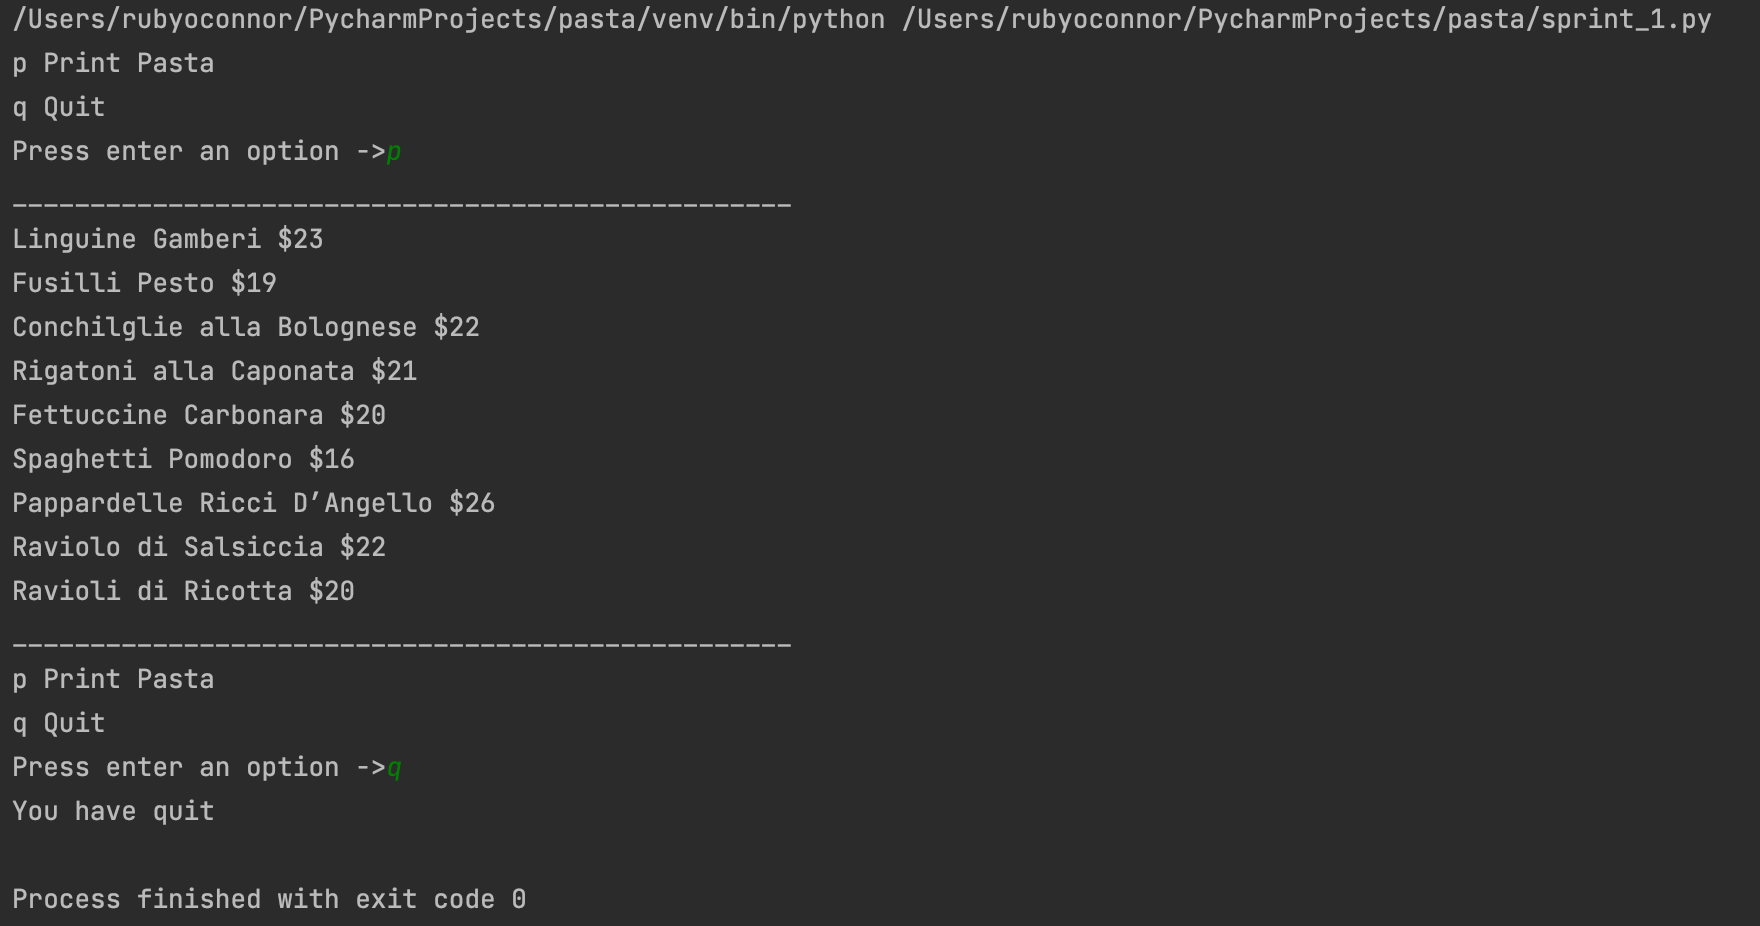 /Users/rubyoconnor/PycharmProjects/pasta/venv/bin/python /Users/rubyoconnor/PycharmProjects/pasta/sprint_1.py
p Print Pasta
q Quit
Press enter an option ->p
__________________________________________________
Linguine Gamberi $23
Fusilli Pesto $19
Conchilglie alla Bolognese $22
Rigatoni alla Caponata $21
Fettuccine Carbonara $20
Spaghetti Pomodoro $16
Pappardelle Ricci D’Angello $26
Raviolo di Salsiccia $22
Ravioli di Ricotta $20
__________________________________________________
p Print Pasta
q Quit
Press enter an option ->q
You have quit
Process finished with exit code 0